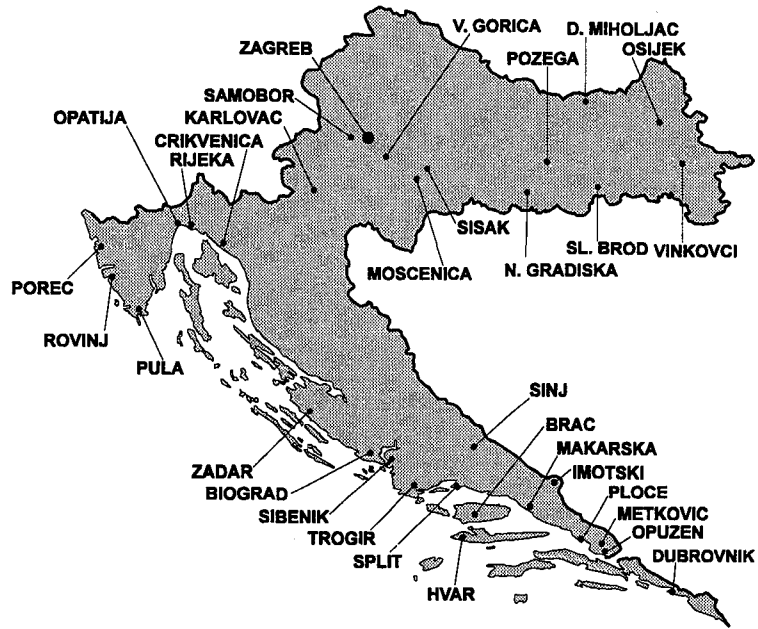 V. GORICA
D. MIHOLJAC
ZAGREB
OSIJEK
POZEGA
SAMOBOR
KARLOVAC
OPATIJA
CRIKVENICA
RIJEKA
SISAK
SL. BROD
VINKOVCI
MOSCENICA
N. GRADISKA
POREC
ROVINJ
PULA
SINJ
BRAC
MAKARSKA
ZADAR
IMOTSKI
BIOGRAD
PLOCE
SIBENIK
METKOVIC
TROGIR
OPUZEN
SPLIT
DUBROVNIK
HVAR